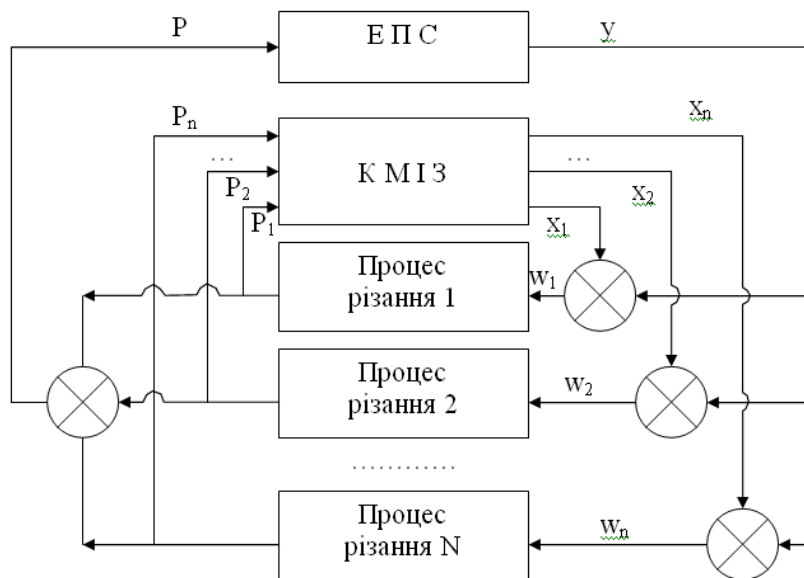 P
Е П С
y
Pn
К М І З
xn
...
...
P2
x2
P1
x1
Процес
різання 1
w1
Процес
різання 2
w2
............
Процес
різання N
wn